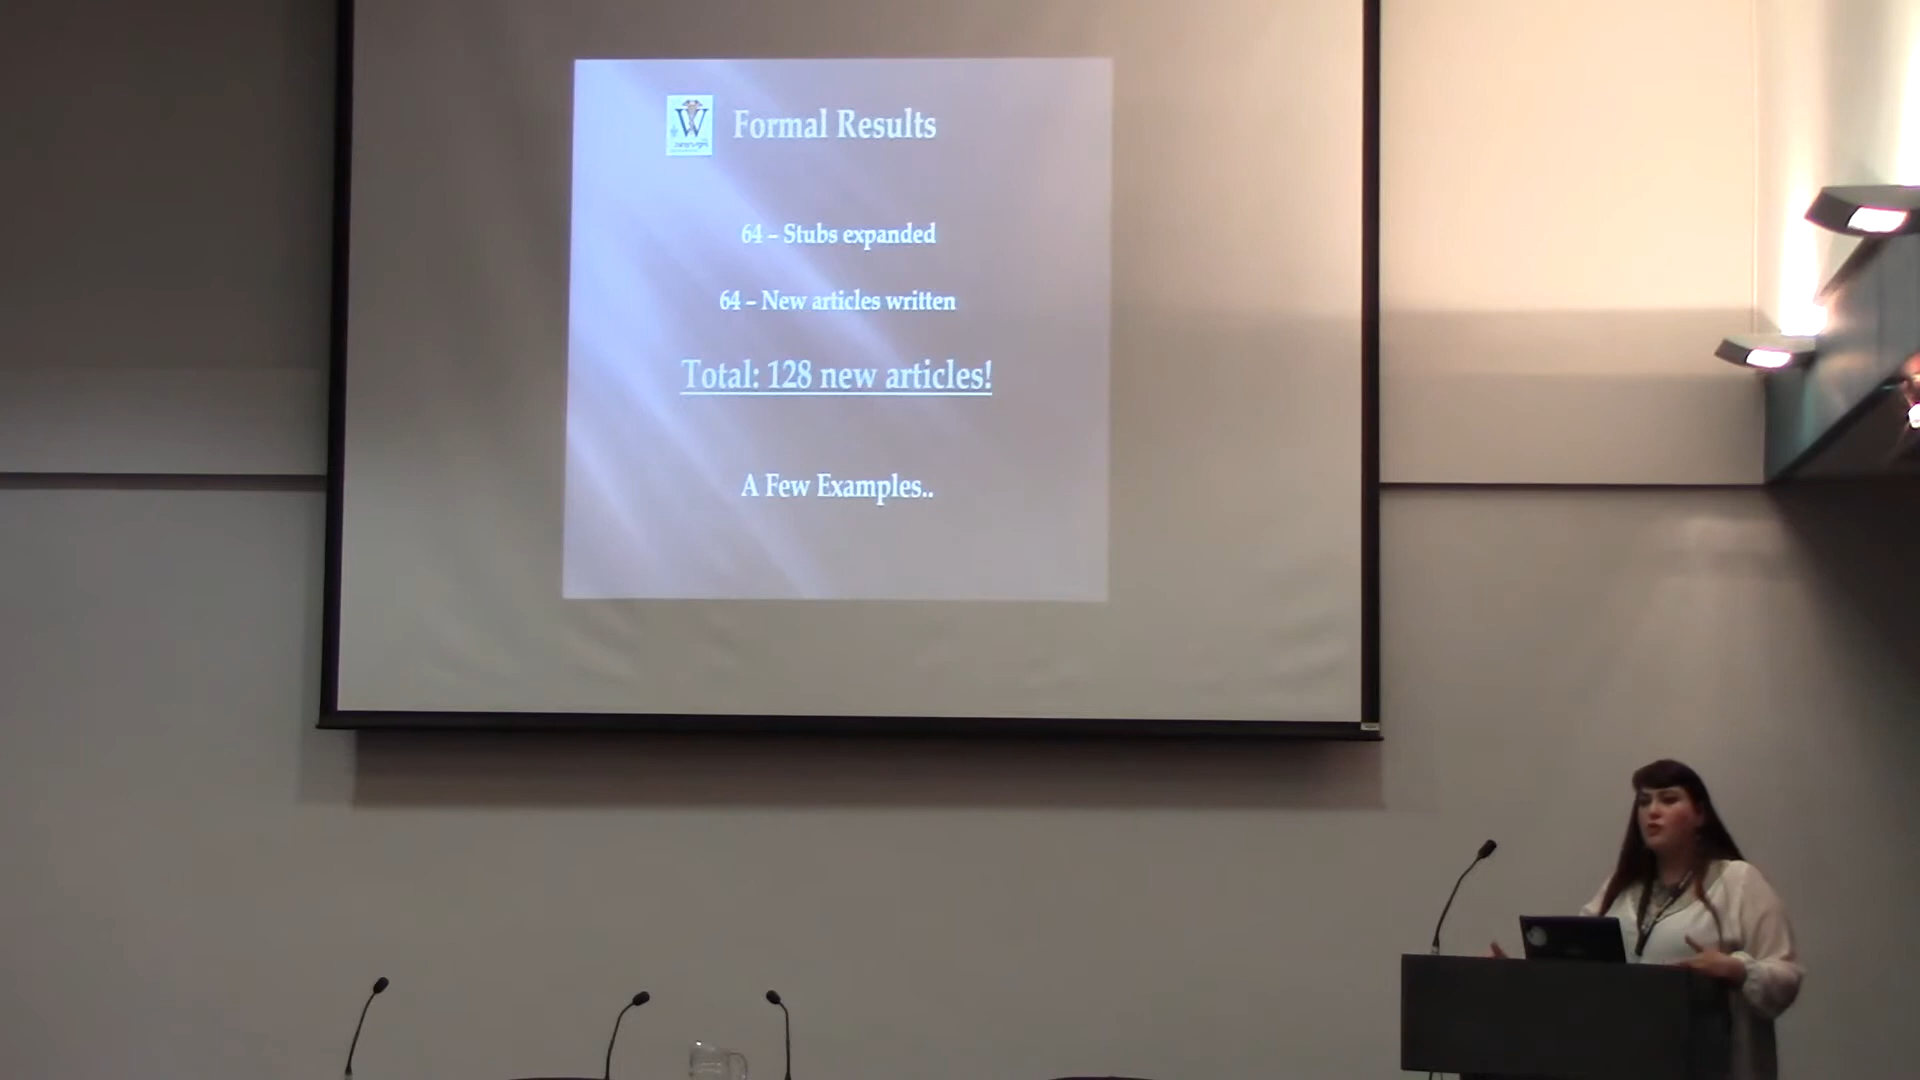 W
Formal Results
64 – Stubs expanded
64 – New articles written
Total: 128 new articles!
A Few Examples..